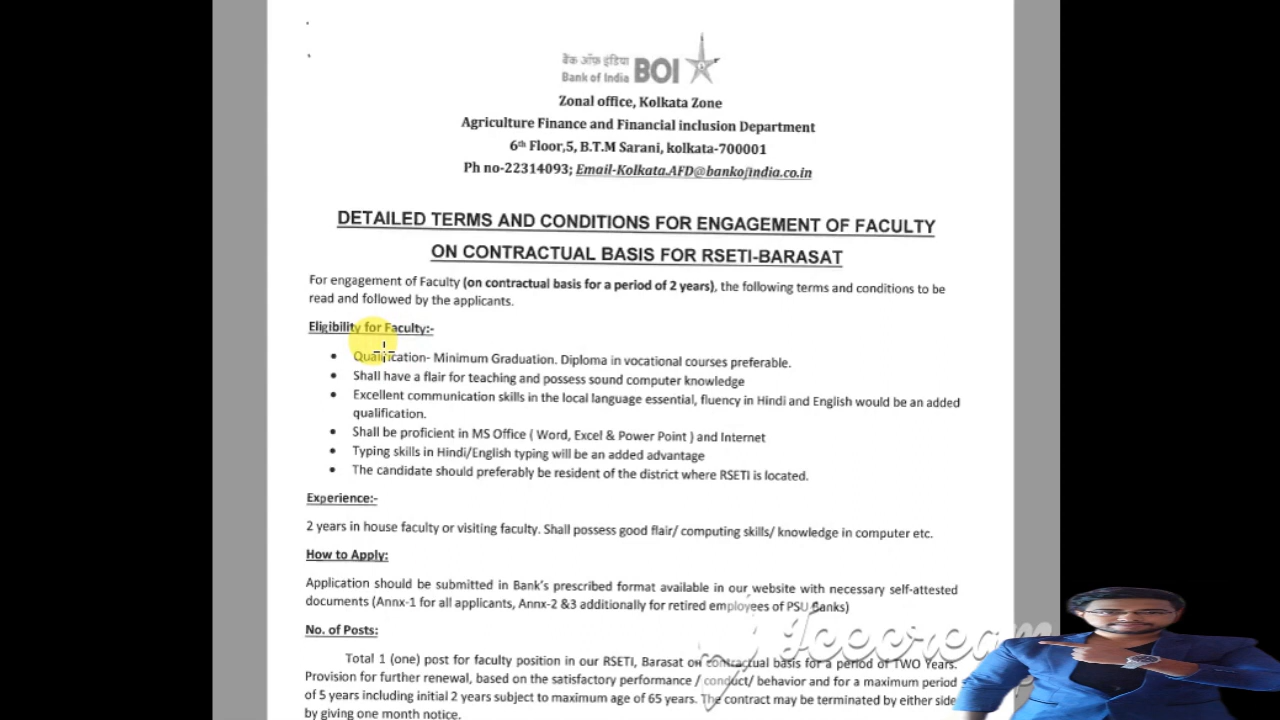 बैंक ऑफ इंडिया
Bank of India BOI
Zonal office, Kolkata Zone
Agriculture Finance and Financial inclusion Department
6th Floor,5, B.T.M Sarani, kolkata-700001
Ph no-22314093; Email-Kolkata.AFD@bankofindia.co.in
DETAILED TERMS AND CONDITIONS FOR ENGAGEMENT OF FACULTY
ON CONTRACTUAL BASIS FOR RSETI-BARASAT
For engagement of Faculty (on contractual basis for a period of 2 years), the following terms and conditions to be
read and followed by the applicants.
Eligibility for Faculty:-
• Qualification- Minimum Graduation. Diploma in vocational courses preferable.
• Shall have a flair for teaching and possess sound computer knowledge
• Excellent communication skills in the local language essential, fluency in Hindi and English would be an added
qualification.
• Shall be proficient in MS Office ( Word, Excel & Power Point ) and Internet
• Typing skills in Hindi/English typing will be an added advantage
• The candidate should preferably be resident of the district where RSETI is located.
Experience:-
2 years in house faculty or visiting faculty. Shall possess good flair/ computing skills/ knowledge in computer etc.
How to Apply:
Application should be submitted in Bank's prescribed format available in our website with necessary self-attested
documents (Annx-1 for all applicants, Annx-2 &3 additionally for retired employees of PSU Banks)
No. of Posts:
Total 1 (one) post for faculty position in our RSETI, Barasat on contractual basis for a period of TWO Years.
Provision for further renewal, based on the satisfactory performance / conduct/ behavior and for a maximum period
of 5 years including initial 2 years subject to maximum age of 65 years. The contract may be terminated by either side
by giving one month notice.
Icecream